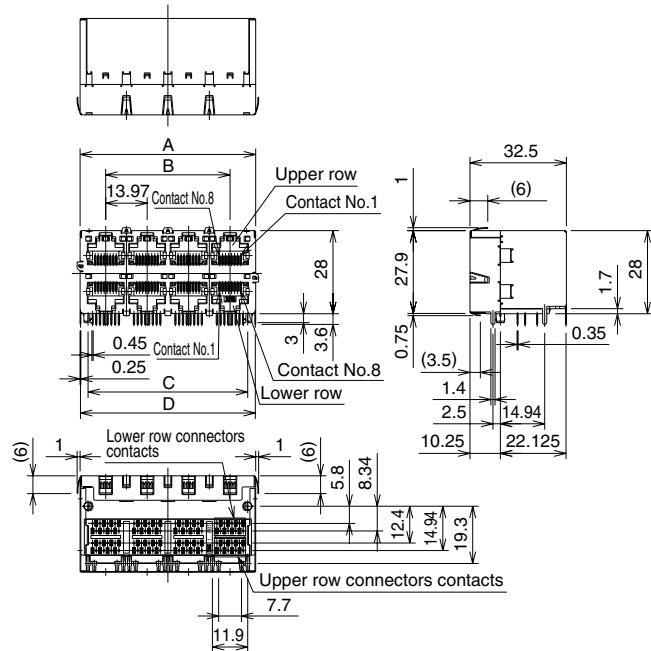 A
B
13.97
Contact No.8
Upper row
Contact No.1
28
3
3.6
0.45
0.25
Contact No.1
Contact No.8
Lower row
C
D
32.5
1
(6)
27.9
0.75
28
1.7
0.35
(3.5)
1.4
2.5
14.94
10.25
22.125
(6)
1
Lower row connectors
contacts
1
(6)
5.8
8.34
12.4
14.94
19.3
Upper row connectors contacts
7.7
11.9